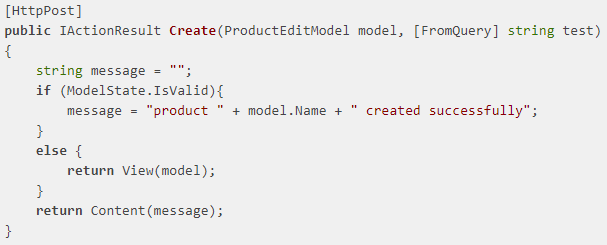 [HttpPost]
public IActionResult Create(ProductEditModel model, [FromQuery] string test)
{
    string message = "";
    if (ModelState.IsValid){
        message = "product " + model.Name + " created successfully";
    }
    else {
        return View(model);
    }
    return Content(message);
}